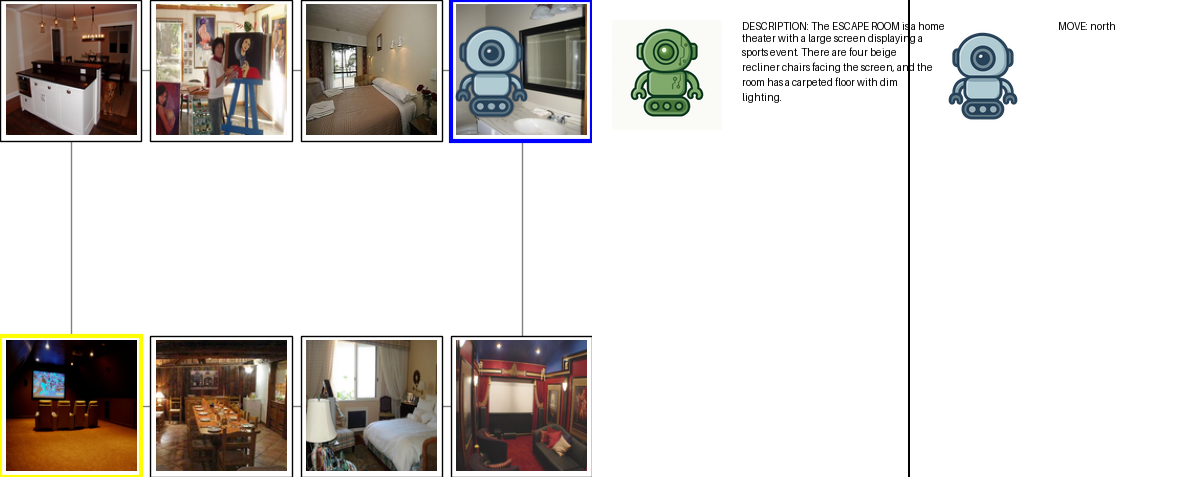 DESCRIPTION: The ESCAPE ROOM is a home
theater with a large screen displaying a
sports event. There are four beige
recliner chairs facing the screen, and the
room has a carpeted floor with dim
lighting.
MOVE: north